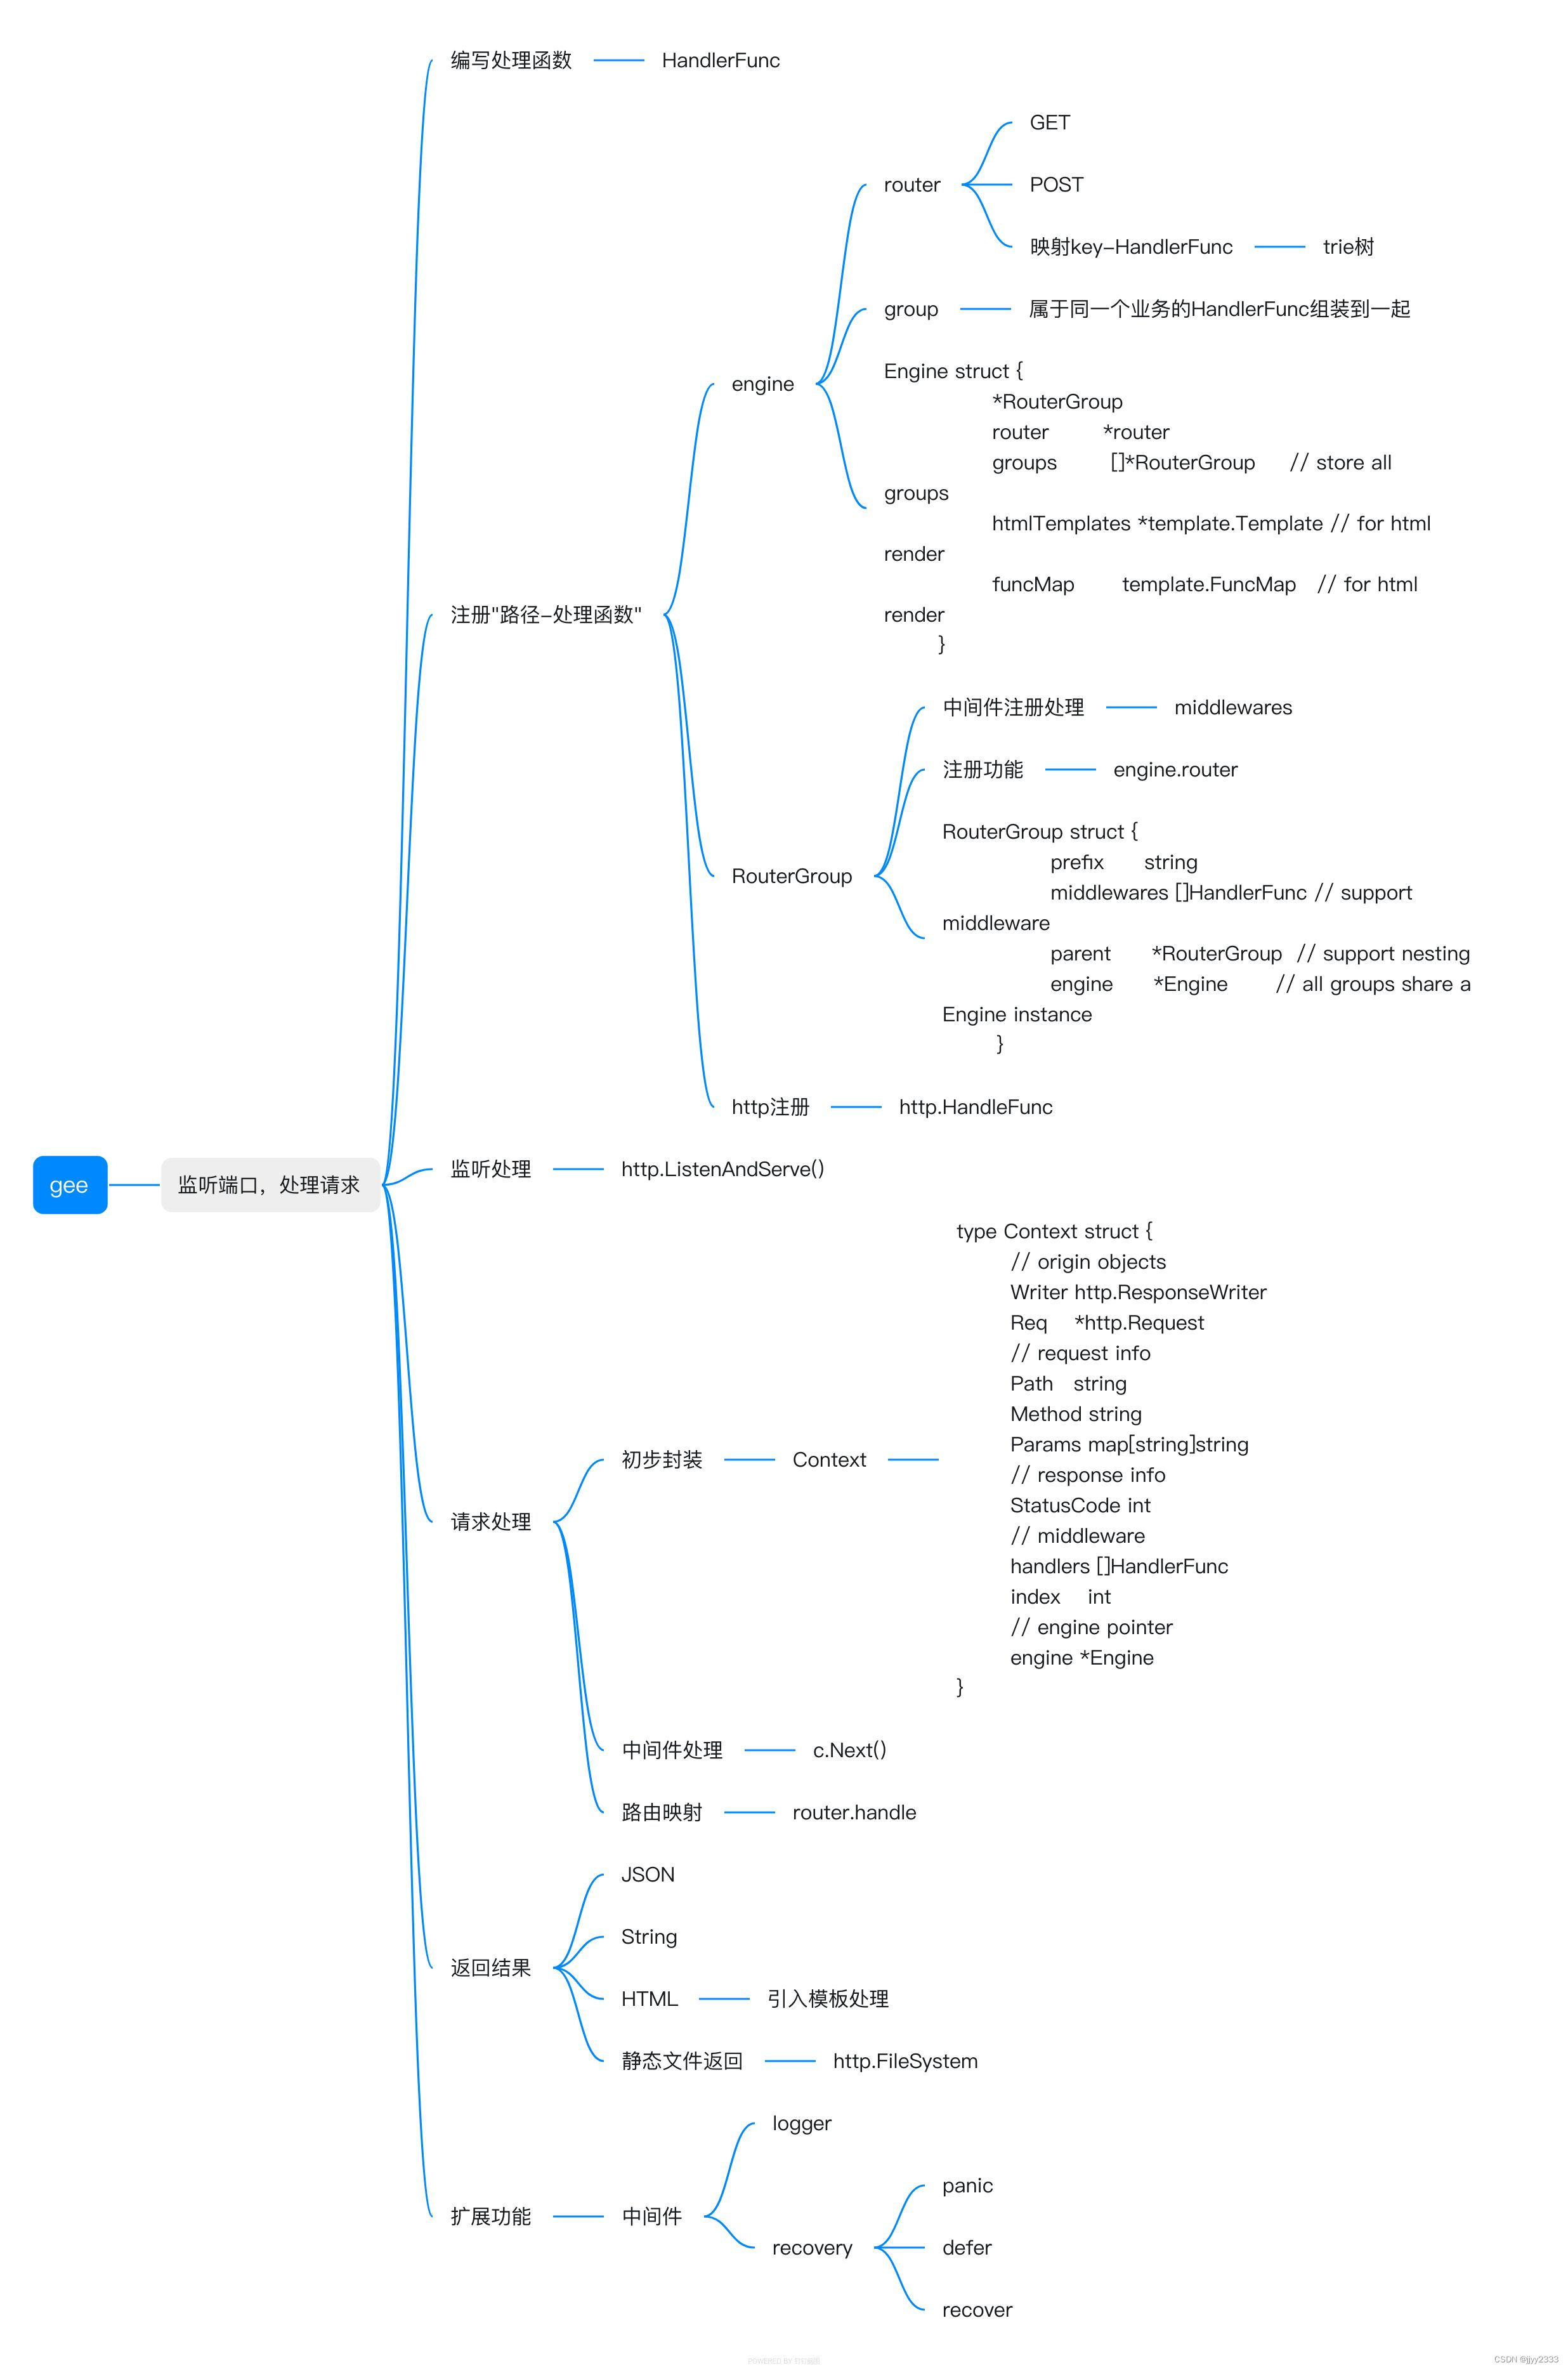 编写处理函数
HandlerFunc
GET
router
POST
映射key-HandlerFunc
trie树
group
属于同一个业务的HandlerFunc组装到一起
engine
Engine struct {
*RouterGroup
router *router
groups []*RouterGroup // store all
groups
htmlTemplates *template.Template // for html
render
funcMap template.FuncMap // for html
render
}
注册"路径-处理函数"
中间件注册处理
middlewares
注册功能
engine.router
RouterGroup
RouterGroup struct {
prefix string
middlewares []HandlerFunc // support
middleware
parent *RouterGroup // support nesting
engine *Engine // all groups share a
Engine instance
}
http注册
http.HandleFunc
gee
监听端口，处理请求
监听处理
http.ListenAndServe()
请求处理
初步封装
Context
type Context struct {
// origin objects
Writer http.ResponseWriter
Req *http.Request
// request info
Path string
Method string
Params map[string]string
// response info
StatusCode int
// middleware
handlers []HandlerFunc
index int
// engine pointer
engine *Engine
}
中间件处理
c.Next()
路由映射
router.handle
返回结果
JSON
String
HTML
引入模板处理
静态文件返回
http.FileSystem
扩展功能
中间件
logger
recovery
panic
defer
recover
CSDN @jjyy2333